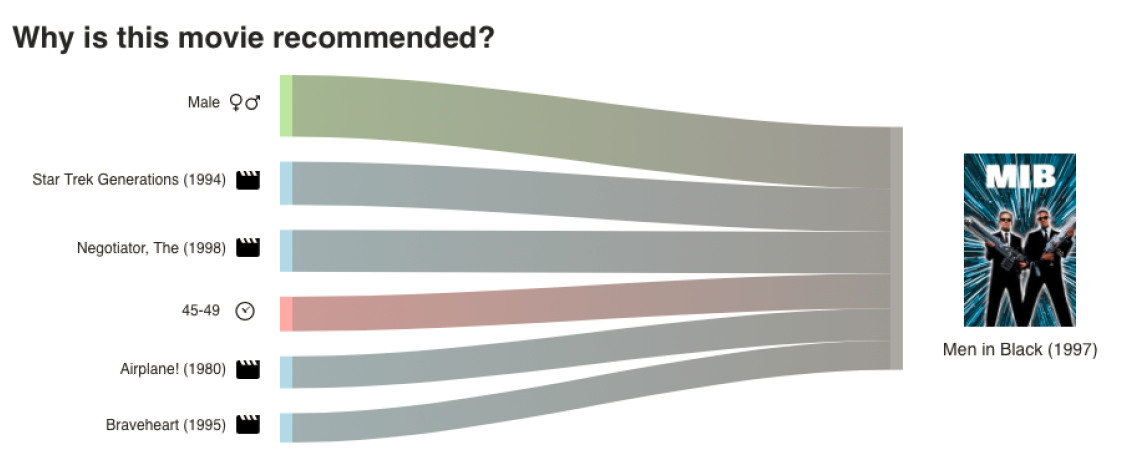 Why is this movie recommended?
Male
Star Trek Generations (1994)
Negotiator, The (1998)
45-49
Airplane! (1980)
Braveheart (1995)
MIB
Men in Black (1997)